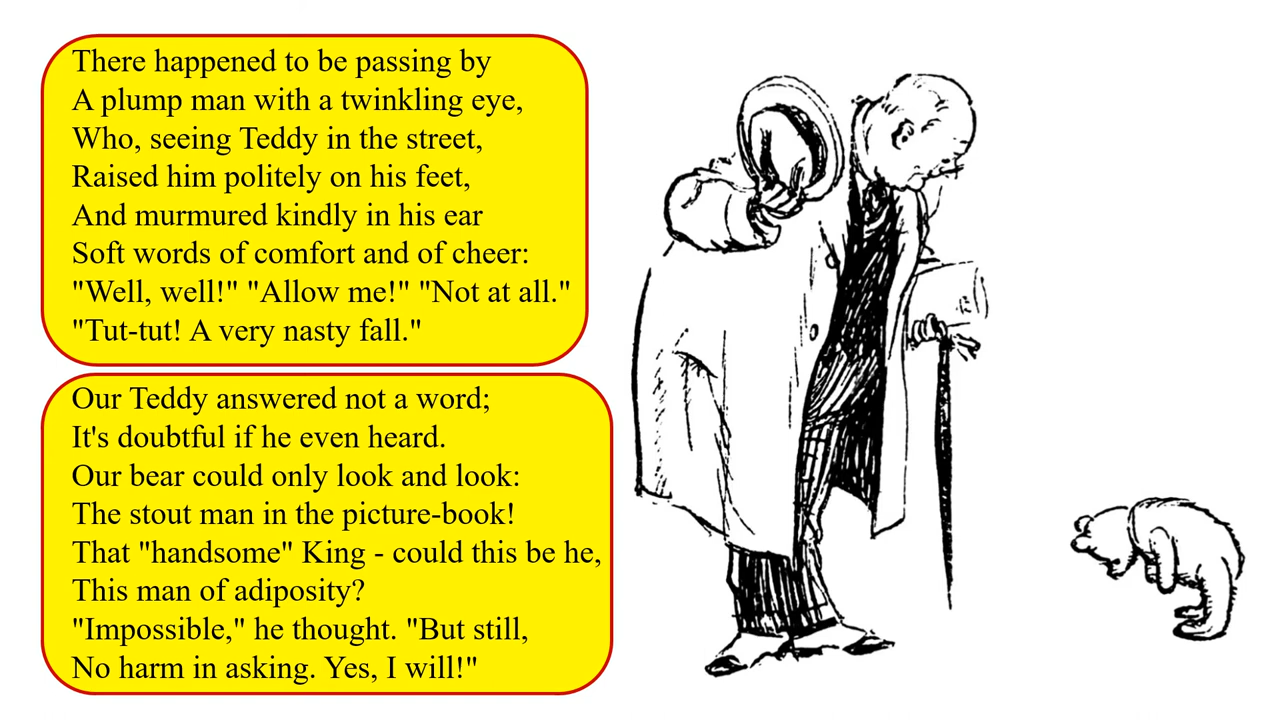 There happened to be passing by
A plump man with a twinkling eye,
Who, seeing Teddy in the street,
Raised him politely on his feet,
And murmured kindly in his ear
Soft words of comfort and of cheer:
"Well, well!" "Allow me!" "Not at all."
"Tut-tut! A very nasty fall."
Our Teddy answered not a word;
It's doubtful if he even heard.
Our bear could only look and look:
The stout man in the picture-book!
That "handsome" King - could this be he,
This man of adiposity?
"Impossible," he thought. "But still,
No harm in asking. Yes, I will!"